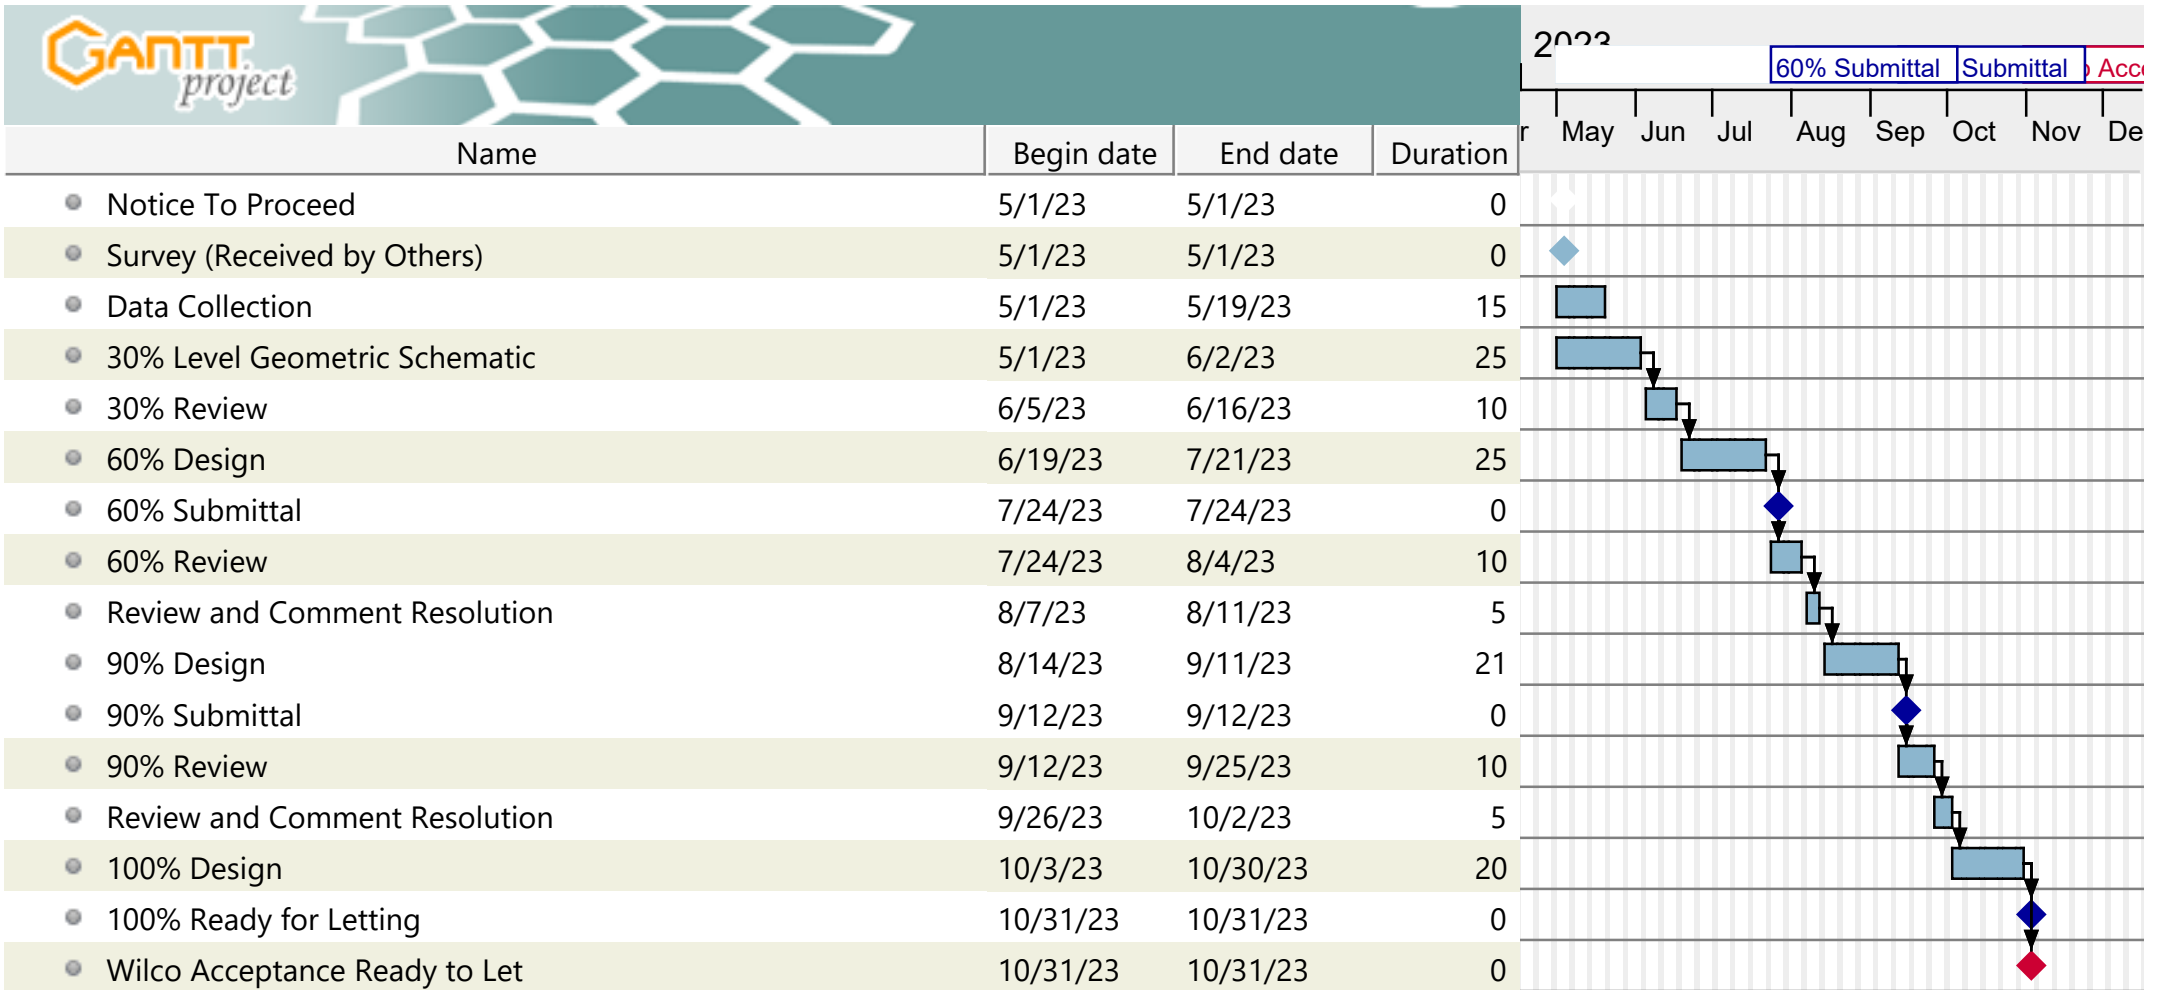 GANTT
project
2023
60% Submittal Submittal Acc
May Jun Jul Aug Sep Oct Nov De
Name Begin date End date Duration
Notice To Proceed 5/1/23 5/1/23 0
Survey (Received by Others) 5/1/23 5/1/23 0
Data Collection 5/1/23 5/19/23 15
30% Level Geometric Schematic 5/1/23 6/2/23 25
30% Review 6/5/23 6/16/23 10
60% Design 6/19/23 7/21/23 25
60% Submittal 7/24/23 7/24/23 0
60% Review 7/24/23 8/4/23 10
Review and Comment Resolution 8/7/23 8/11/23 5
90% Design 8/14/23 9/11/23 21
90% Submittal 9/12/23 9/12/23 0
90% Review 9/12/23 9/25/23 10
Review and Comment Resolution 9/26/23 10/2/23 5
100% Design 10/3/23 10/30/23 20
100% Ready for Letting 10/31/23 10/31/23 0
Wilco Acceptance Ready to Let 10/31/23 10/31/23 0